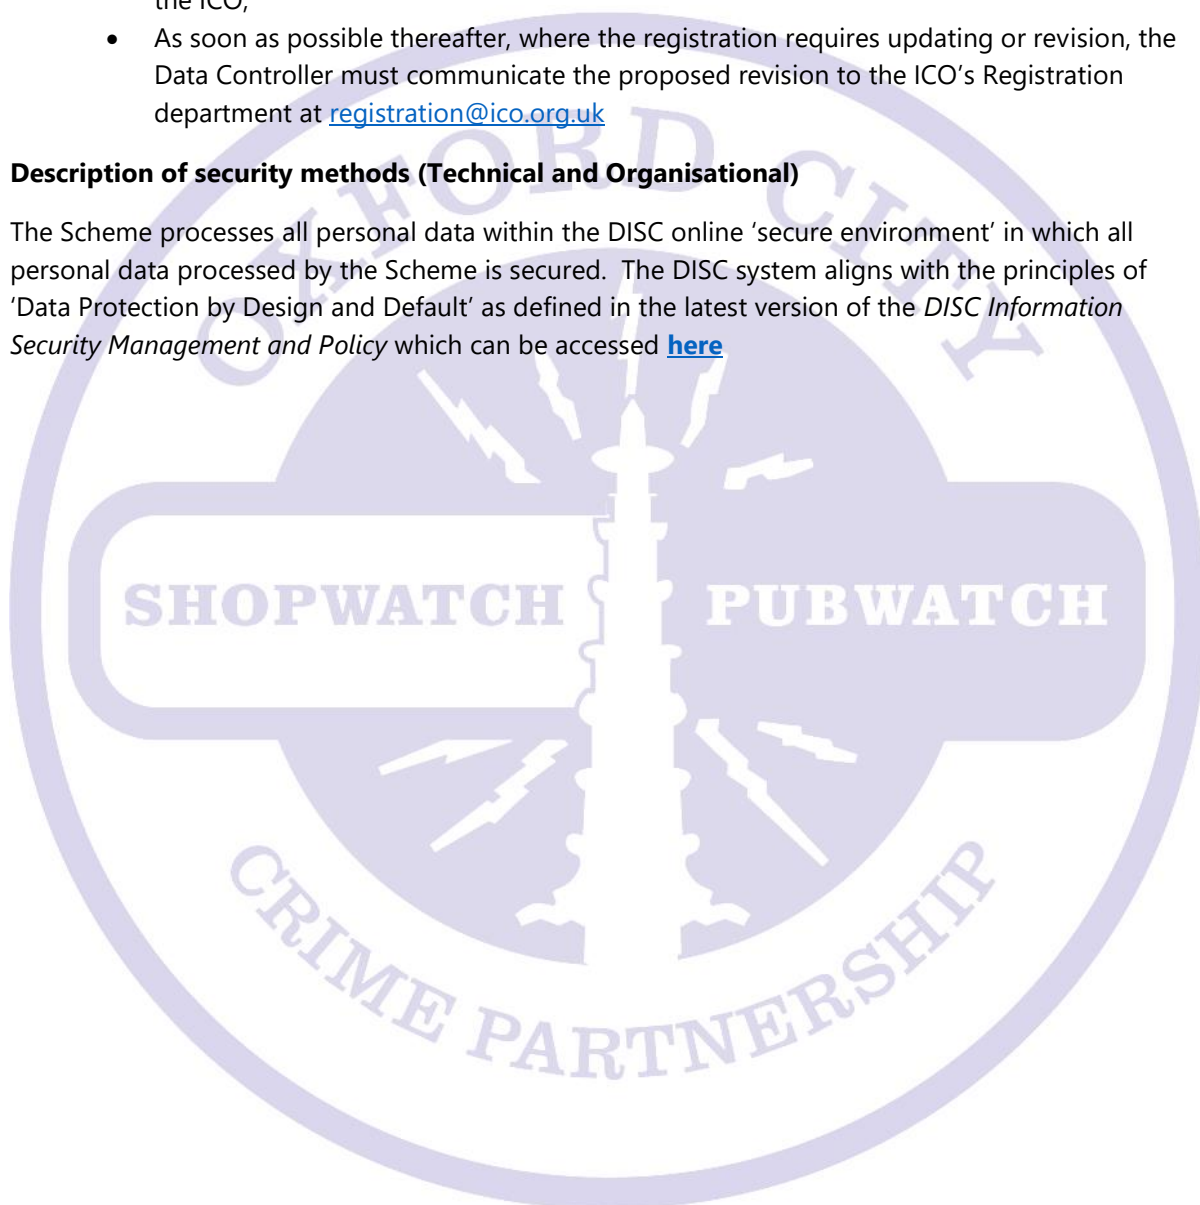 the ICO;
• As soon as possible thereafter, where the registration requires updating or revision, the
Data Controller must communicate the proposed revision to the ICO’s Registration
department at registration@ico.org.uk
Description of security methods (Technical and Organisational)
The Scheme processes all personal data within the DISC online ‘secure environment’ in which all
personal data processed by the Scheme is secured. The DISC system aligns with the principles of
‘Data Protection by Design and Default’ as defined in the latest version of the DISC Information
Security Management and Policy which can be accessed here
OXFORD CITY
SHOPWATCH PUBWATCH
CRIME PARTNERSHIP